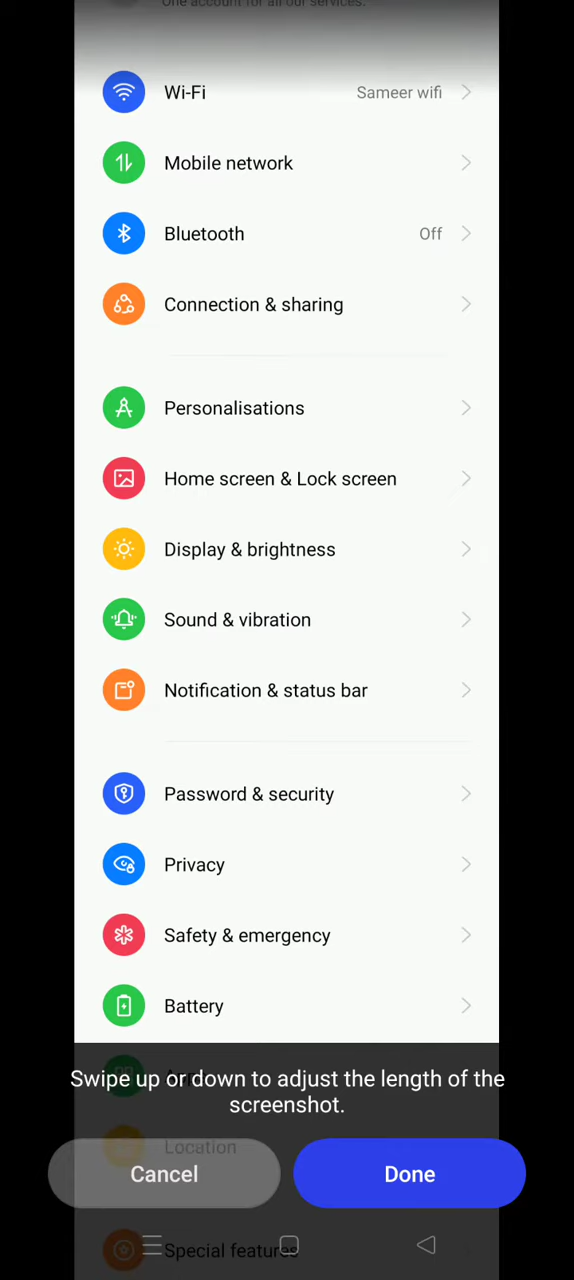 One account for all our services.
Wi-Fi Sameer wifi
Mobile network
Bluetooth Off
Connection & sharing
Personalisations
Home screen & Lock screen
Display & brightness
Sound & vibration
Notification & status bar
Password & security
Privacy
Safety & emergency
Battery
Swipe up or down to adjust the length of the
screenshot.
Location
Cancel Done
Special features